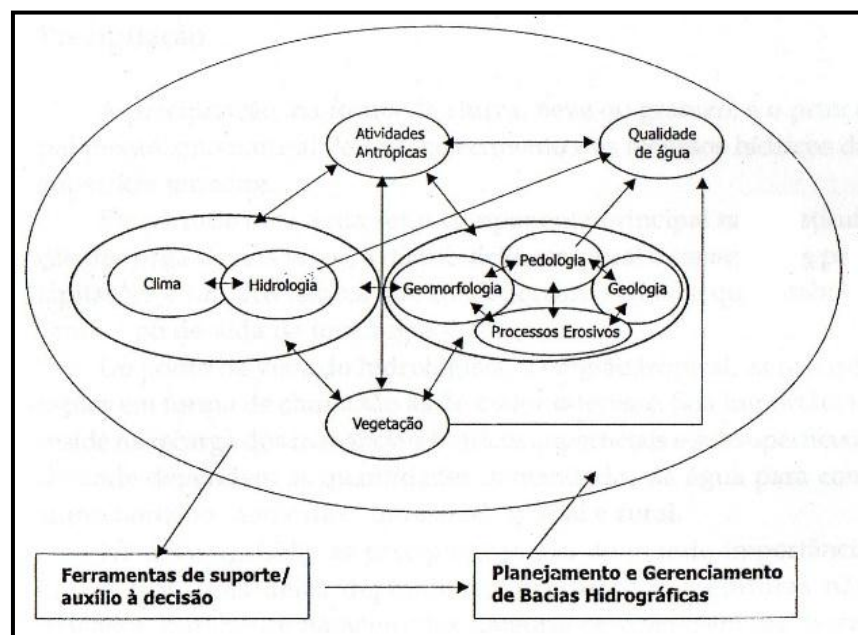 Atividades
Antrópicas
Qualidade
de água
Clima
Hidrologia
Geomorfologia
Pedologia
Geologia
Processos Erosivos
Vegetação
Ferramentas de suporte/
auxílio à decisão
Planejamento e Gerenciamento
de Bacias Hidrográficas